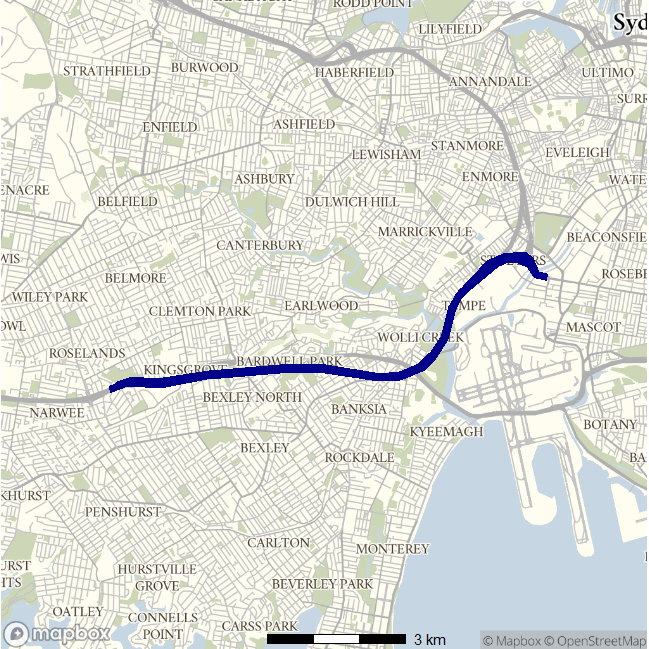 RODD POINT
LILYFIELD
Syd
STRATHFIELD
BURWOOD
HABERFIELD
ANNANDALE
ULTIMO
SURR
ENFIELD
ASHFIELD
STANMORE
LEWISHAM
EVELEIGH
ENMORE
ENACRE
ASHBURY
WATE
BELFIELD
DULWICH HILL
MARRICKVILLE
BEACONSFIE
CANTERBURY
WIS
BELMORE
ROSEBE
WILEY PARK
EARLWOOD
TEMPE
CLEMTON PARK
OWL
MASCOT
WOLLI CREEK
ROSELANDS
BARDWELL PARK
KINGSGROVE
BEXLEY NORTH
NARWEE
BANKSIA
BOTANY
KYEEMAGH
BEXLEY
ROCKDALE
BA
KHURST
PENSHURST
CARLTON
MONTEREY
URST
HTS
HURSTVILLE
GROVE
BEVERLEY PARK
OATLEY
CONNELLS
POINT
CARSS PARK
mapbox
3 km
© Mapbox © OpenStreetMap